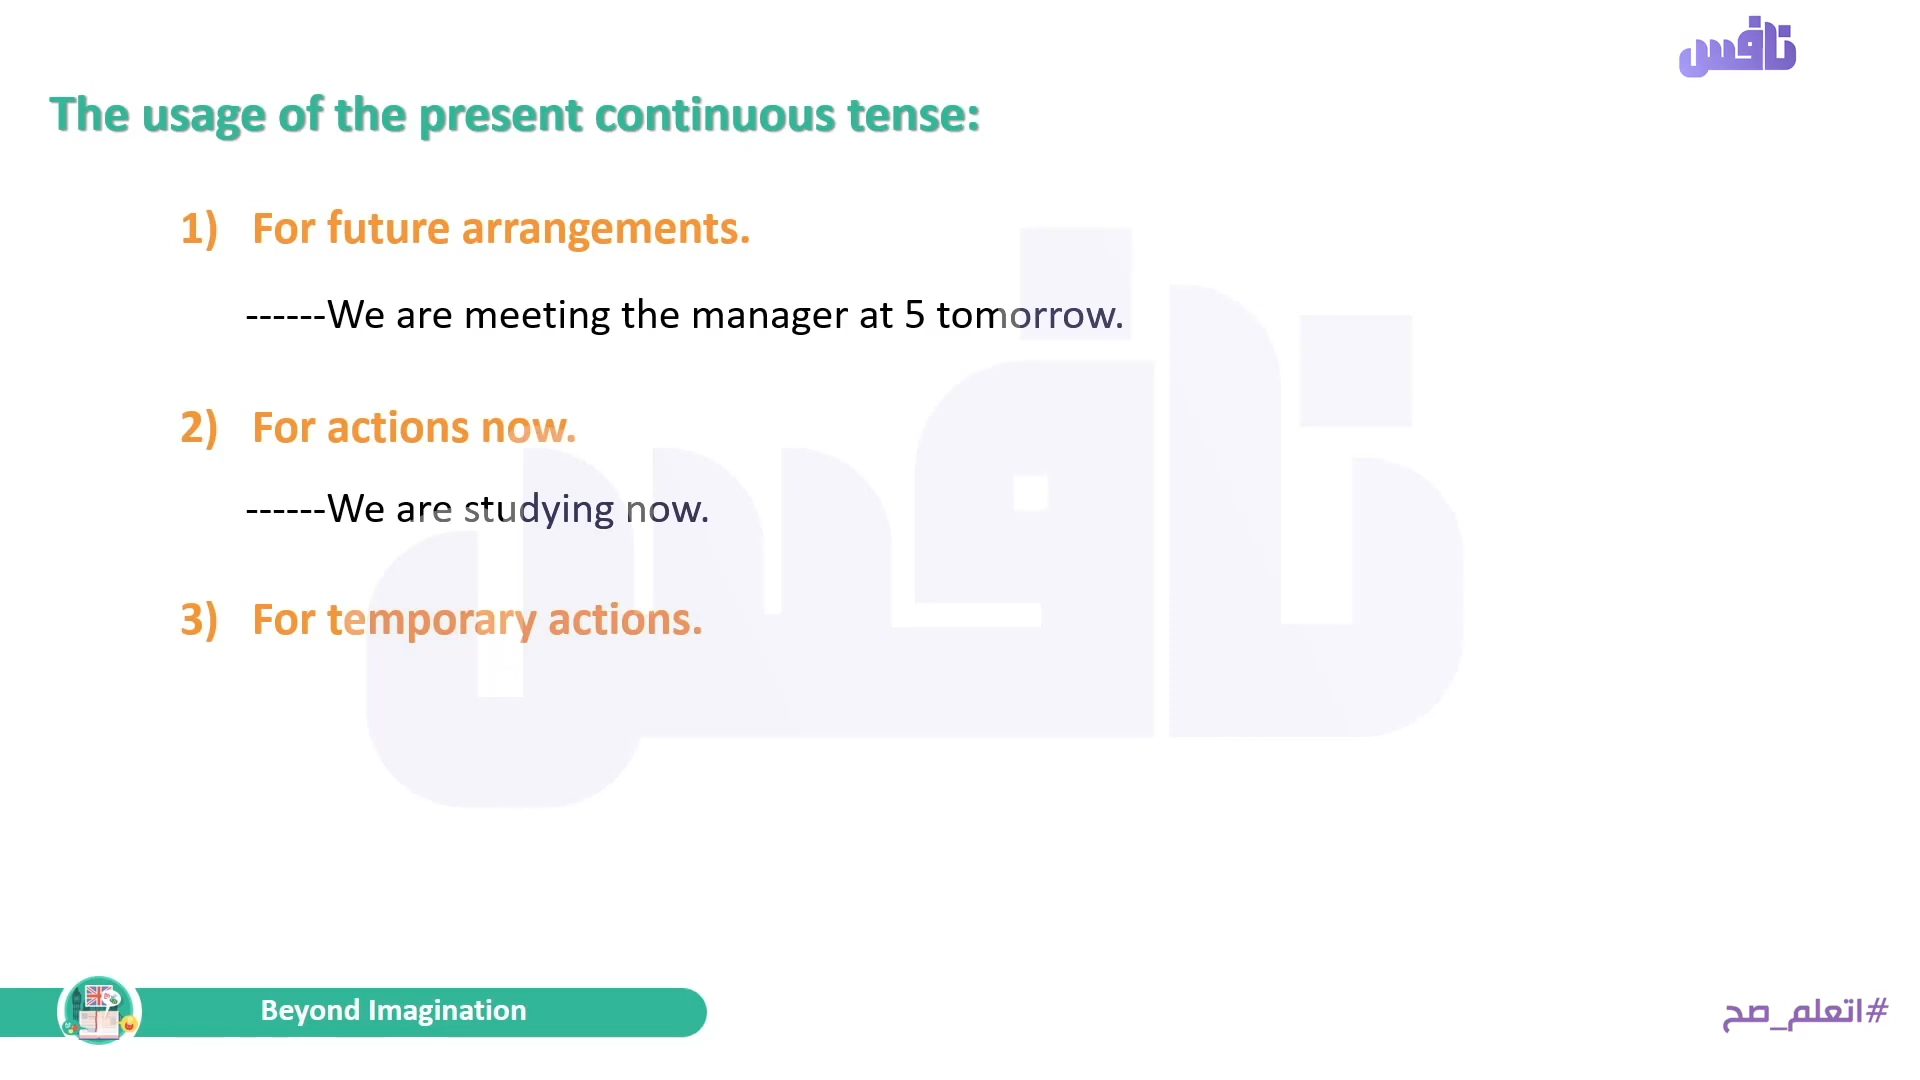 نافس
The usage of the present continuous tense:
1) For future arrangements.
------We are meeting the manager at 5 tomorrow.
2) For actions now.
------We are studying now.
3) For temporary actions.
Beyond Imagination
#اتعلم_صح